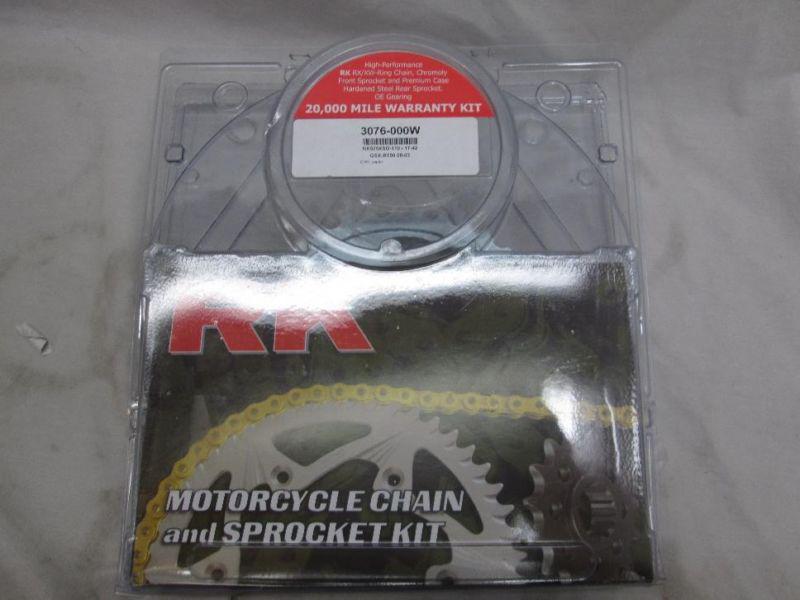 High-Performance
RK RX/XW-Ring Chain, Chromoly
Front Sprocket and Premium Case
Hardened Steel Rear Sprocket.
OE Gearing
20,000 MILE WARRANTY KIT
3076-000W
RK
MOTORCYCLE CHAIN
and SPROCKET KIT